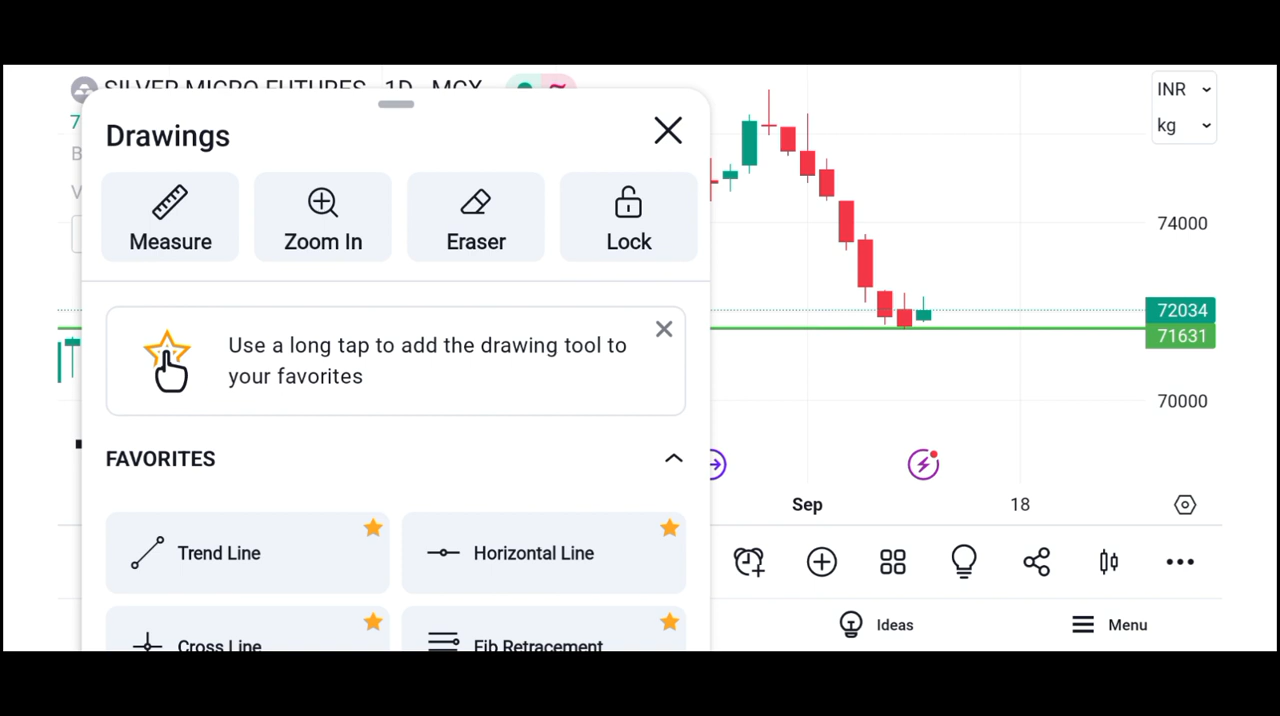 SILVER MICRO FUTURES · 1D · MCX
INR
kg
7
B
V
Drawings
Measure
Zoom In
Eraser
Lock
Use a long tap to add the drawing tool to
your favorites
FAVORITES
Trend Line
Horizontal Line
Cross Line
Fib Retracement
74000
72034
71631
70000
Sep
18
Ideas
Menu